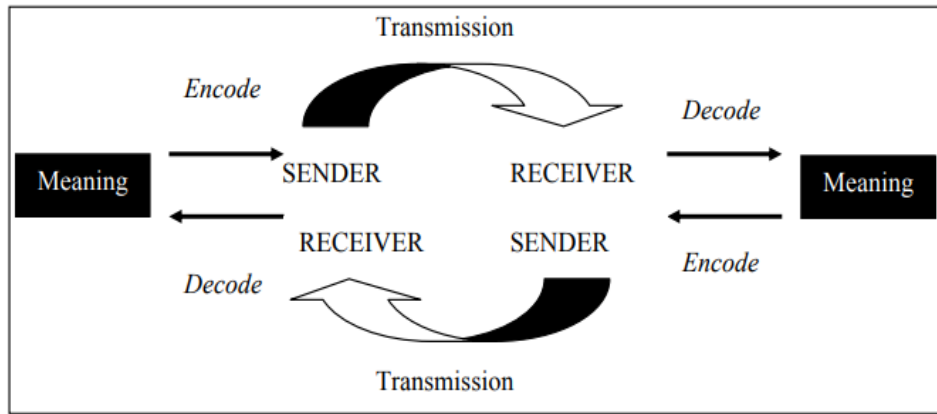 Transmission
Encode
Decode
Meaning
SENDER
RECEIVER
Meaning
RECEIVER
SENDER
Decode
Encode
Transmission